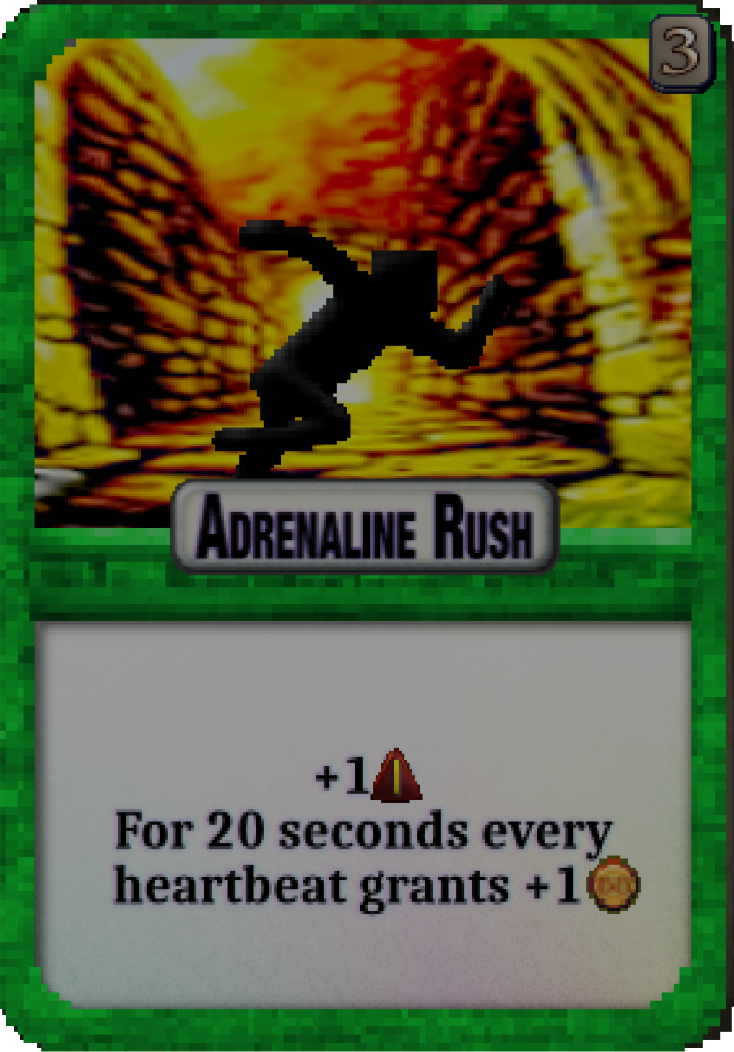 3
ADRENALINE RUSH
+1
For 20 seconds every
heartbeat grants +1